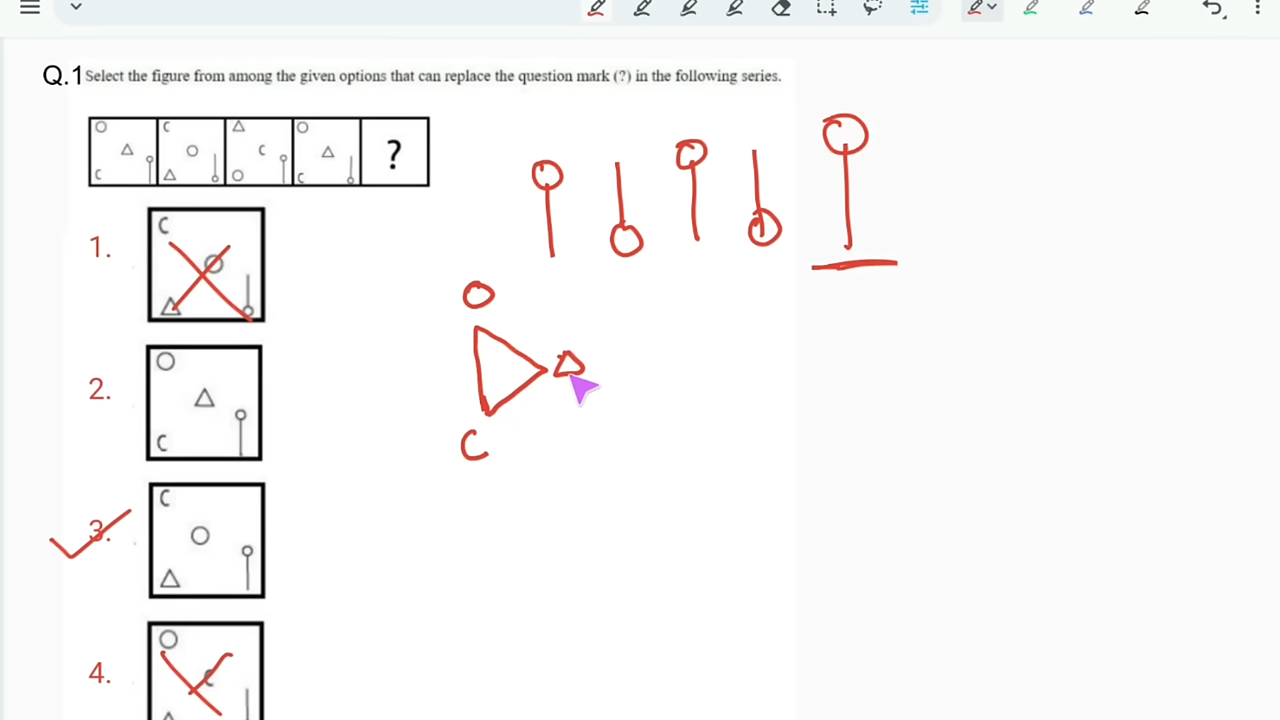 Q.1 Select the figure from among the given options that can replace the question mark (?) in the following series.
C C C C ?
1. C
2. C
3. C
4. C
C